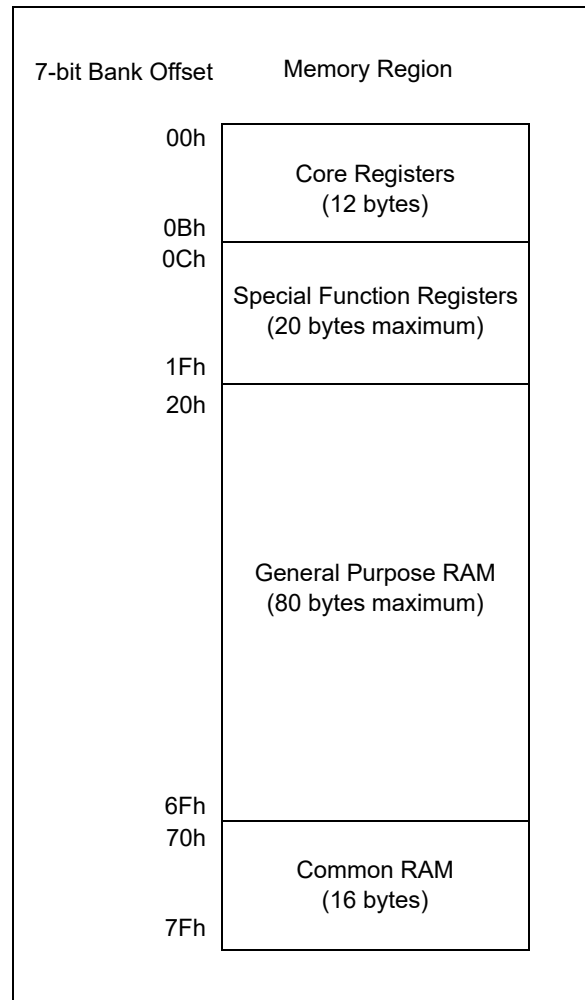 7-bit Bank Offset Memory Region
00h
Core Registers
(12 bytes)
0Bh
0Ch
Special Function Registers
(20 bytes maximum)
1Fh
20h
General Purpose RAM
(80 bytes maximum)
6Fh
70h
Common RAM
(16 bytes)
7Fh